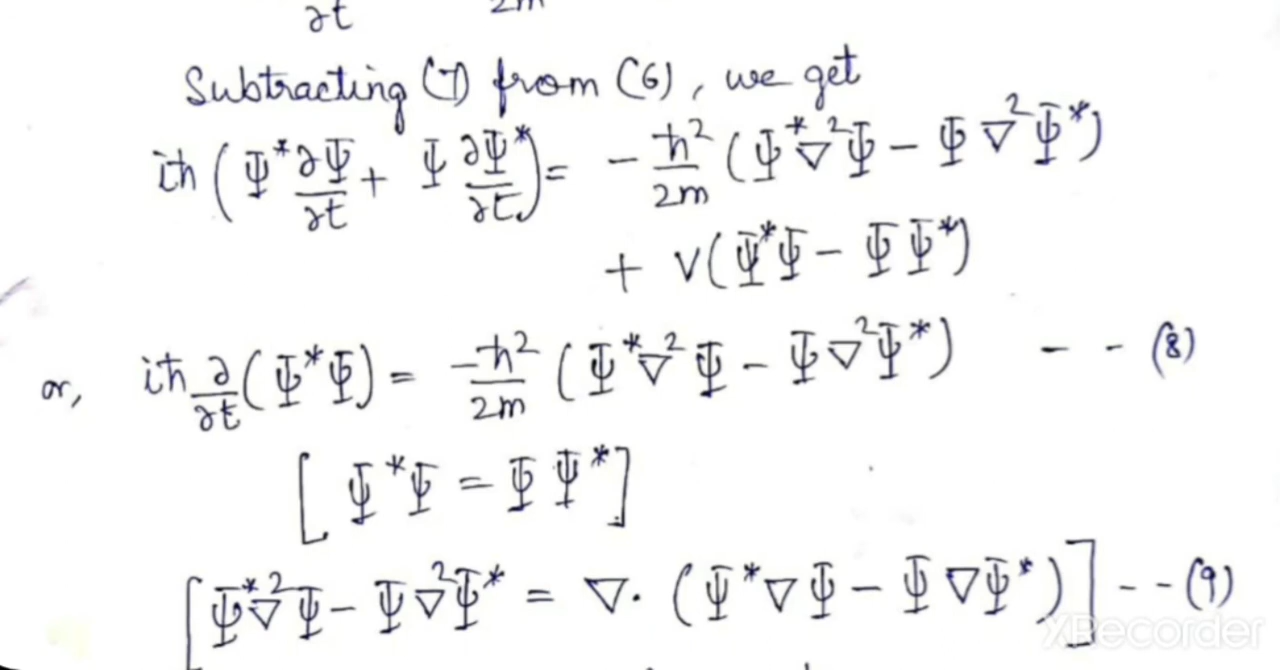 ∂t 2m
Subtracting (7) from (6), we get
iħ (Ψ* ∂Ψ/∂t + Ψ ∂Ψ*/∂t) = - ħ²/2m (Ψ*∇²Ψ - Ψ∇²Ψ*)
+ V(Ψ*Ψ - ΨΨ*)
or, iħ ∂/∂t (Ψ*Ψ) = -ħ²/2m (Ψ*∇²Ψ - Ψ∇²Ψ*) - - (8)
[Ψ*Ψ = ΨΨ*]
[Ψ*∇²Ψ - Ψ∇²Ψ* = ∇·(Ψ*∇Ψ - Ψ∇Ψ*)] - - (9)
XRecorder